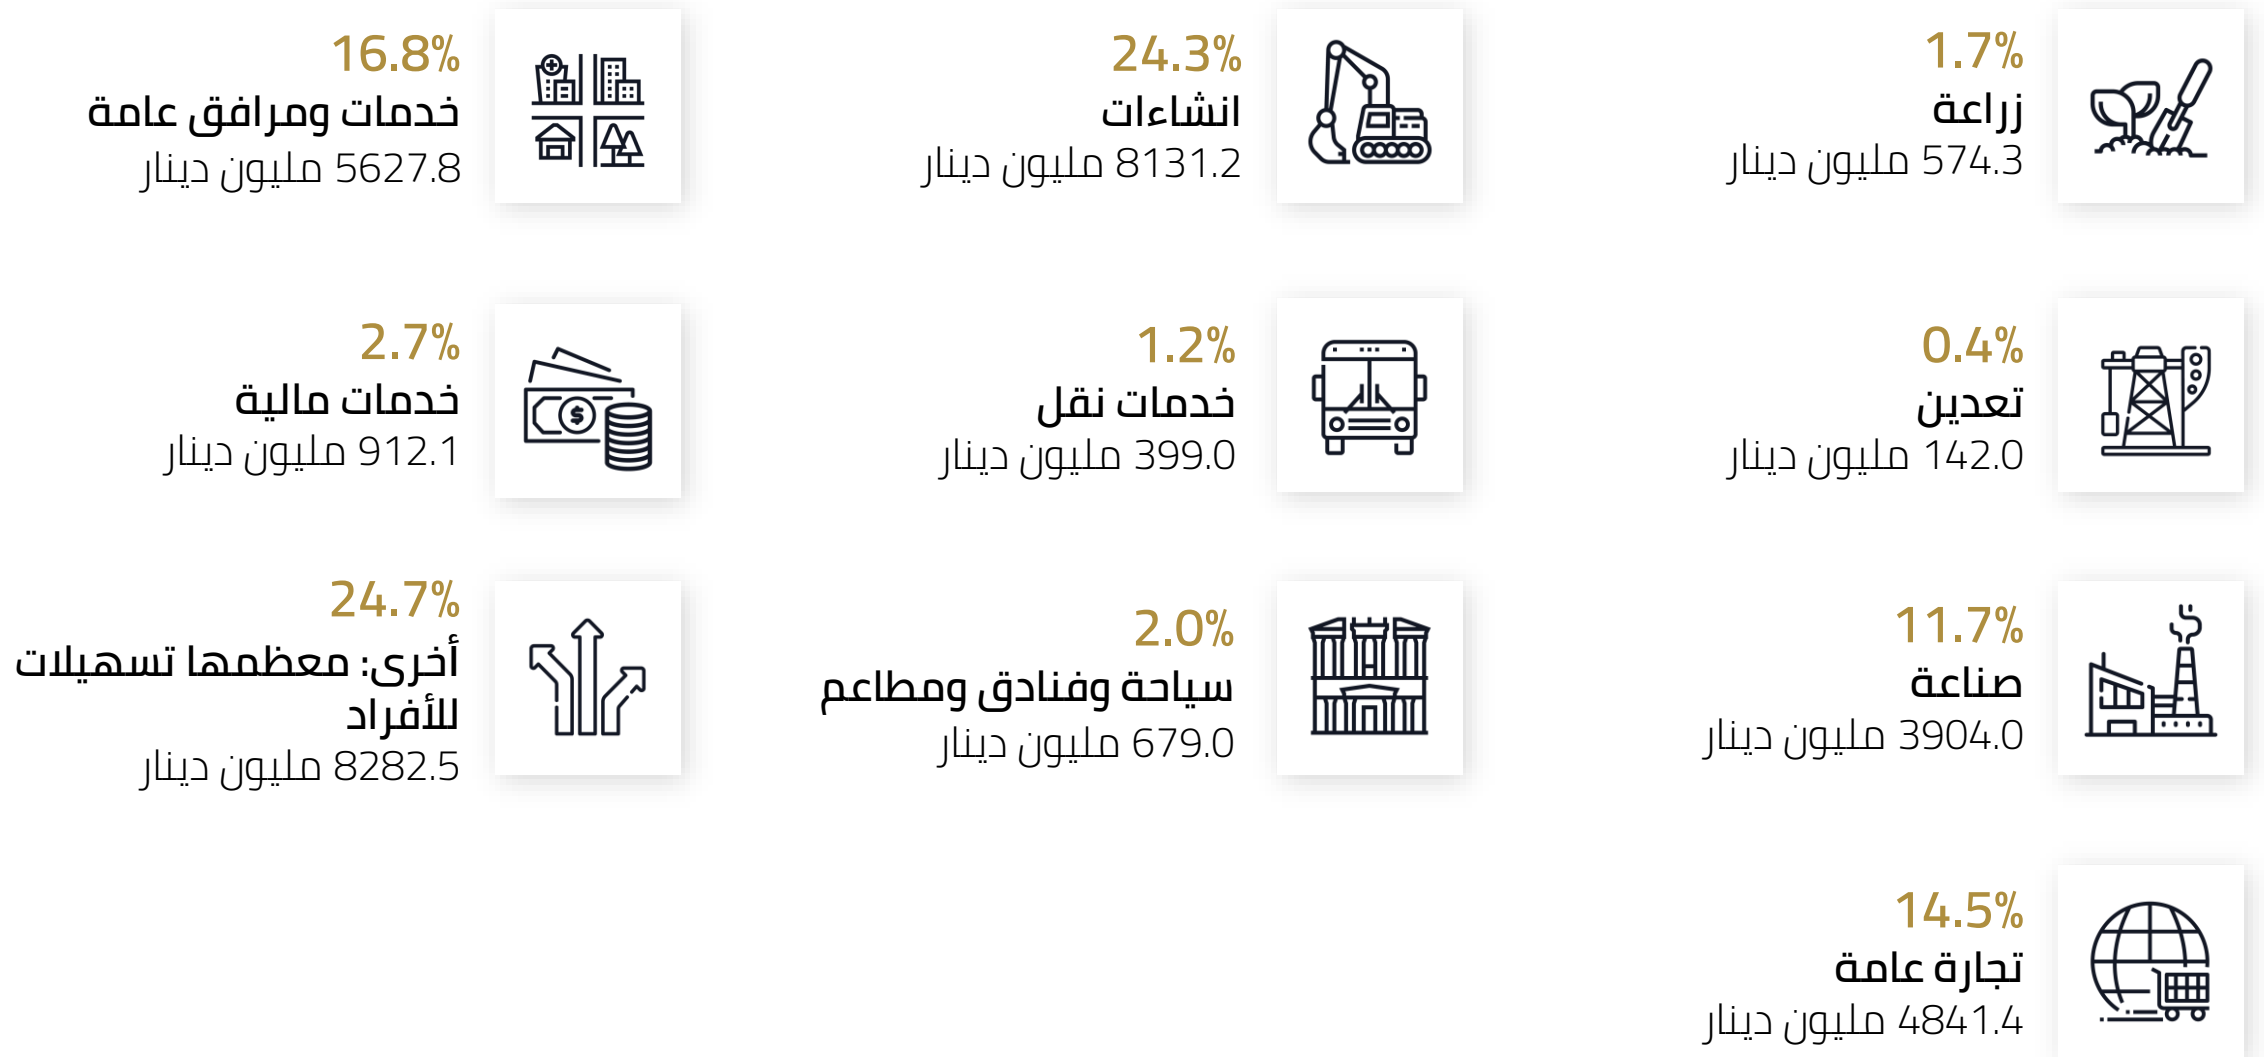 1.7%
زراعة
574.3 مليون دينار
0.4%
تعدين
142.0 مليون دينار
11.7%
صناعة
3904.0 مليون دينار
14.5%
تجارة عامة
4841.4 مليون دينار
24.3%
انشاءات
8131.2 مليون دينار
1.2%
خدمات نقل
399.0 مليون دينار
2.0%
سياحة وفنادق ومطاعم
679.0 مليون دينار
16.8%
خدمات ومرافق عامة
5627.8 مليون دينار
2.7%
خدمات مالية
912.1 مليون دينار
24.7%
أخرى: معظمها تسهيلات
للأفراد
8282.5 مليون دينار